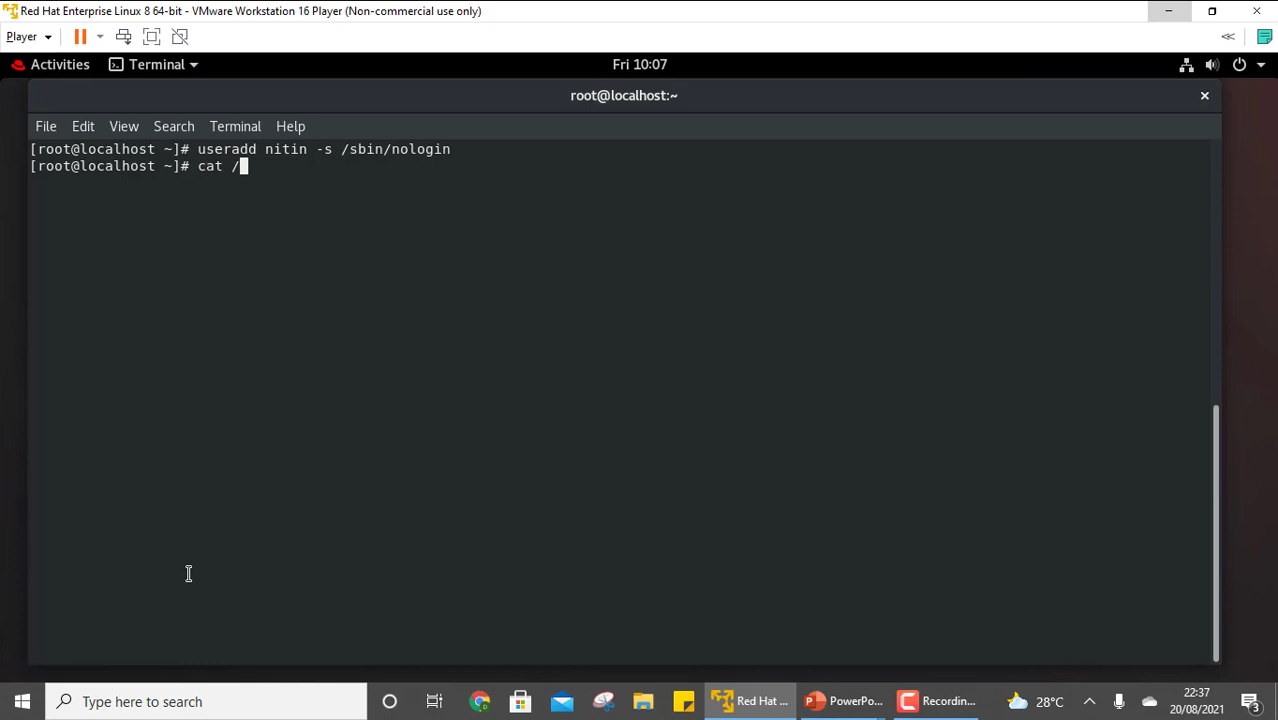 Red Hat Enterprise Linux 8 64-bit - VMware Workstation 16 Player (Non-commercial use only)
Player
Activities Terminal Fri 10:07
root@localhost:~
File Edit View Search Terminal Help
[root@localhost ~]# useradd nitin -s /sbin/nologin
[root@localhost ~]# cat /
Type here to search Red Hat ... PowerPo... Recordin... 28°C 22:37
20/08/2021 3